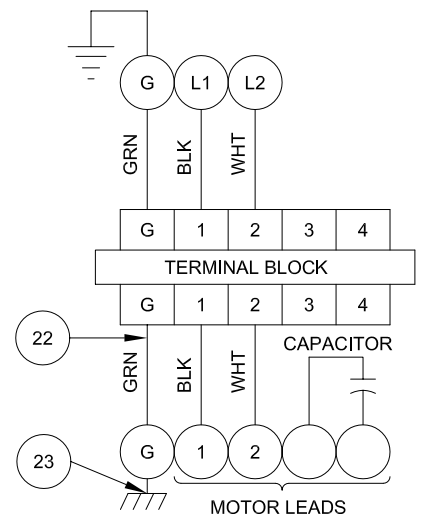 G L1 L2
GRN BLK WHT
G 1 2 3 4
TERMINAL BLOCK
G 1 2 3 4
22
CAPACITOR
GRN BLK WHT
G 1 2
23
MOTOR LEADS